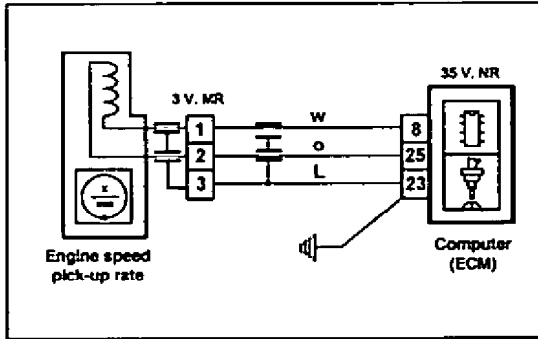 35 V. NR
3 V. MR
W
1
8
O
2
25
L
3
23
x
Engine speed
pick-up rate
Computer
(ECM)